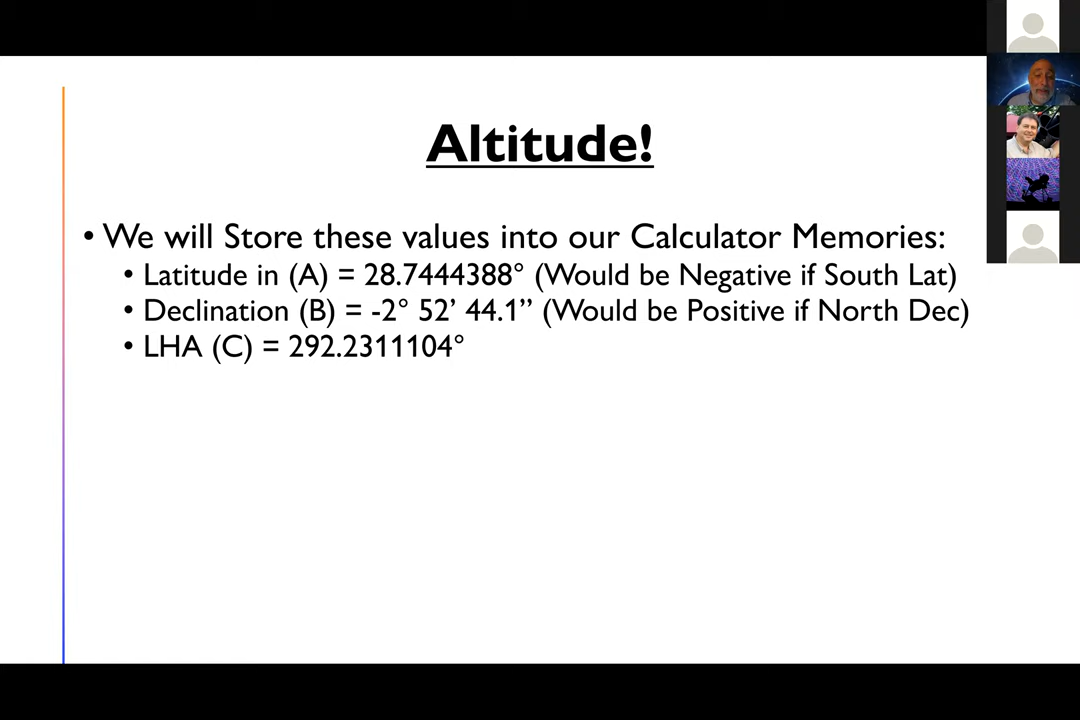 Altitude!
• We will Store these values into our Calculator Memories:
• Latitude in (A) = 28.7444388° (Would be Negative if South Lat)
• Declination (B) = -2° 52’ 44.1” (Would be Positive if North Dec)
• LHA (C) = 292.2311104°